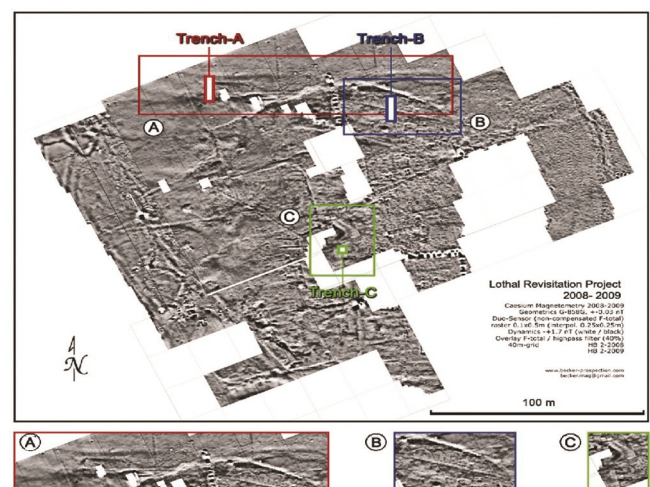 Trench-A
Trench-B
A
B
C
Trench-C
Lothal Revisitation Project
2008- 2009
Caesium Magnetometry 2008-2009
Geometrics G-858G, +-0.03 nT
Duo-Sensor (non-compensated F-total)
raster 0.1x0.5m (interpol. 0.25x0.25m)
Dynamics -+1.7 nT (white / black)
Overlay F-total / highpass filter (40%)
40m-grid HB 2-2008
HB 2-2009
www.becker-prospection.com
becker.mag@gmail.com
N
100 m
A
B
C